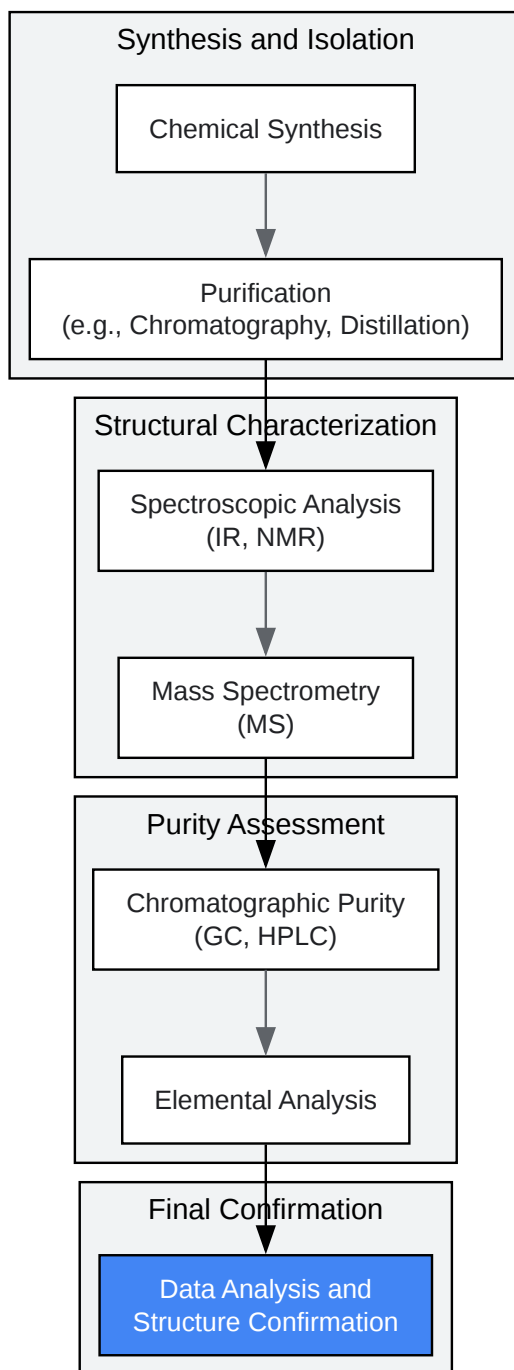 Synthesis and Isolation
Chemical Synthesis
Purification
(e.g., Chromatography, Distillation)
Structural Characterization
Spectroscopic Analysis
(IR, NMR)
Mass Spectrometry
(MS)
Purity Assessment
Chromatographic Purity
(GC, HPLC)
Elemental Analysis
Final Confirmation
Data Analysis and
Structure Confirmation